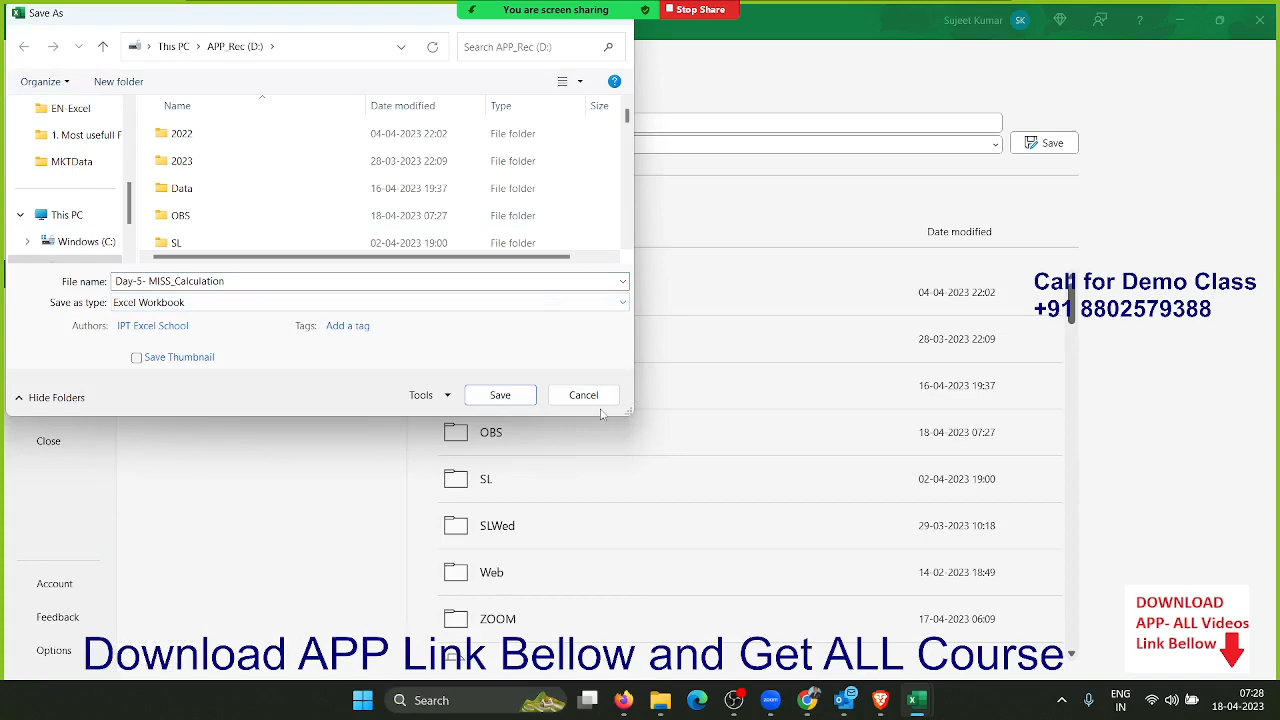 Save As
You are screen sharing
Stop Share
Sujeet Kumar
SK
This PC
APP_Rec (D:)
Search APP_Rec (D:)
Organize
New folder
EN-Excel
1. Most usefull F
MKTData
This PC
Windows (C:)
Name
Date modified
Type
Size
2022
04-04-2023 22:02
File folder
2023
28-03-2023 22:09
File folder
Data
16-04-2023 19:37
File folder
OBS
18-04-2023 07:27
File folder
SL
02-04-2023 19:00
File folder
File name:
Day-5- MISS_Calculation
Save as type:
Excel Workbook
Authors:
IPT Excel School
Tags:
Add a tag
Save Thumbnail
Hide Folders
Tools
Save
Cancel
Save
Date modified
04-04-2023 22:02
28-03-2023 22:09
16-04-2023 19:37
OBS
18-04-2023 07:27
SL
02-04-2023 19:00
SLWed
29-03-2023 10:18
Web
14-02-2023 18:49
ZOOM
17-04-2023 06:09
Close
Account
Feedback
Options
Call for Demo Class
+91 8802579388
DOWNLOAD
APP- ALL Videos
Link Bellow
Download APP Link Bellow and Get ALL Course
Search
zoom
ENG
IN
07:28
18-04-2023